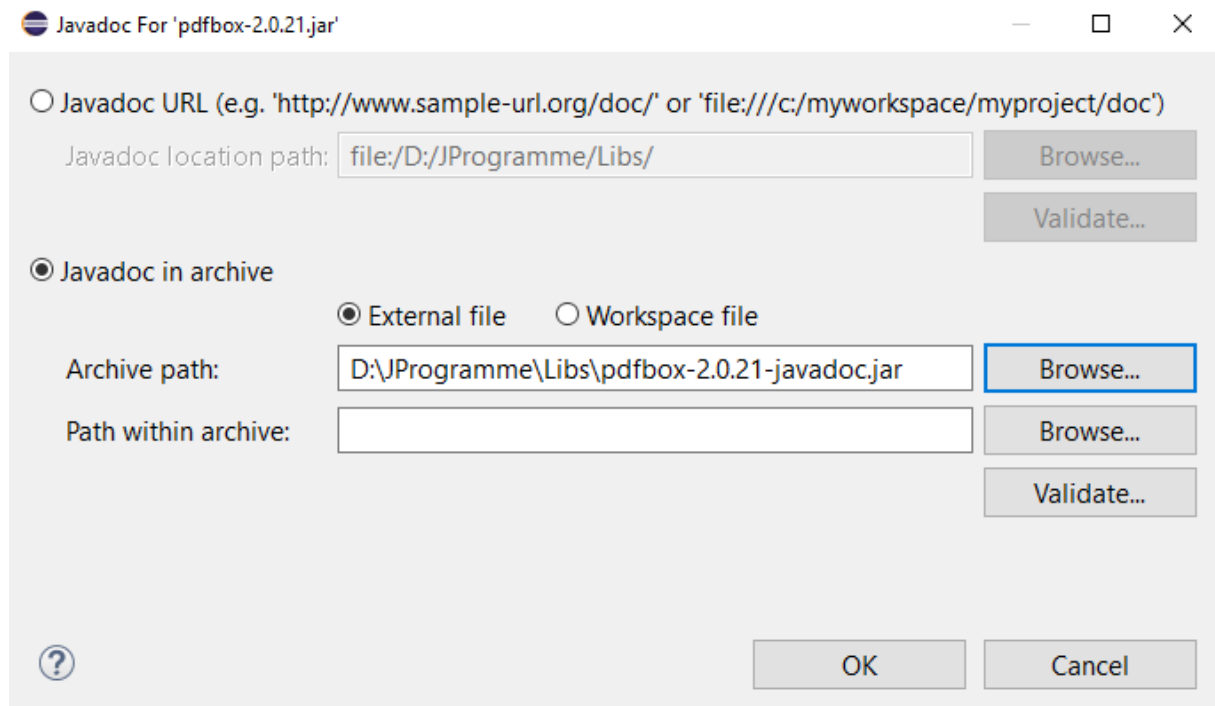 Javadoc For 'pdfbox-2.0.21.jar'
Javadoc URL (e.g. 'http://www.sample-url.org/doc/' or 'file:///c:/myworkspace/myproject/doc')
Javadoc location path: file:/D:/JProgramme/Libs/ Browse...
Validate...
Javadoc in archive
External file Workspace file
Archive path: D:\JProgramme\Libs\pdfbox-2.0.21-javadoc.jar Browse...
Path within archive: Browse...
Validate...
? OK Cancel